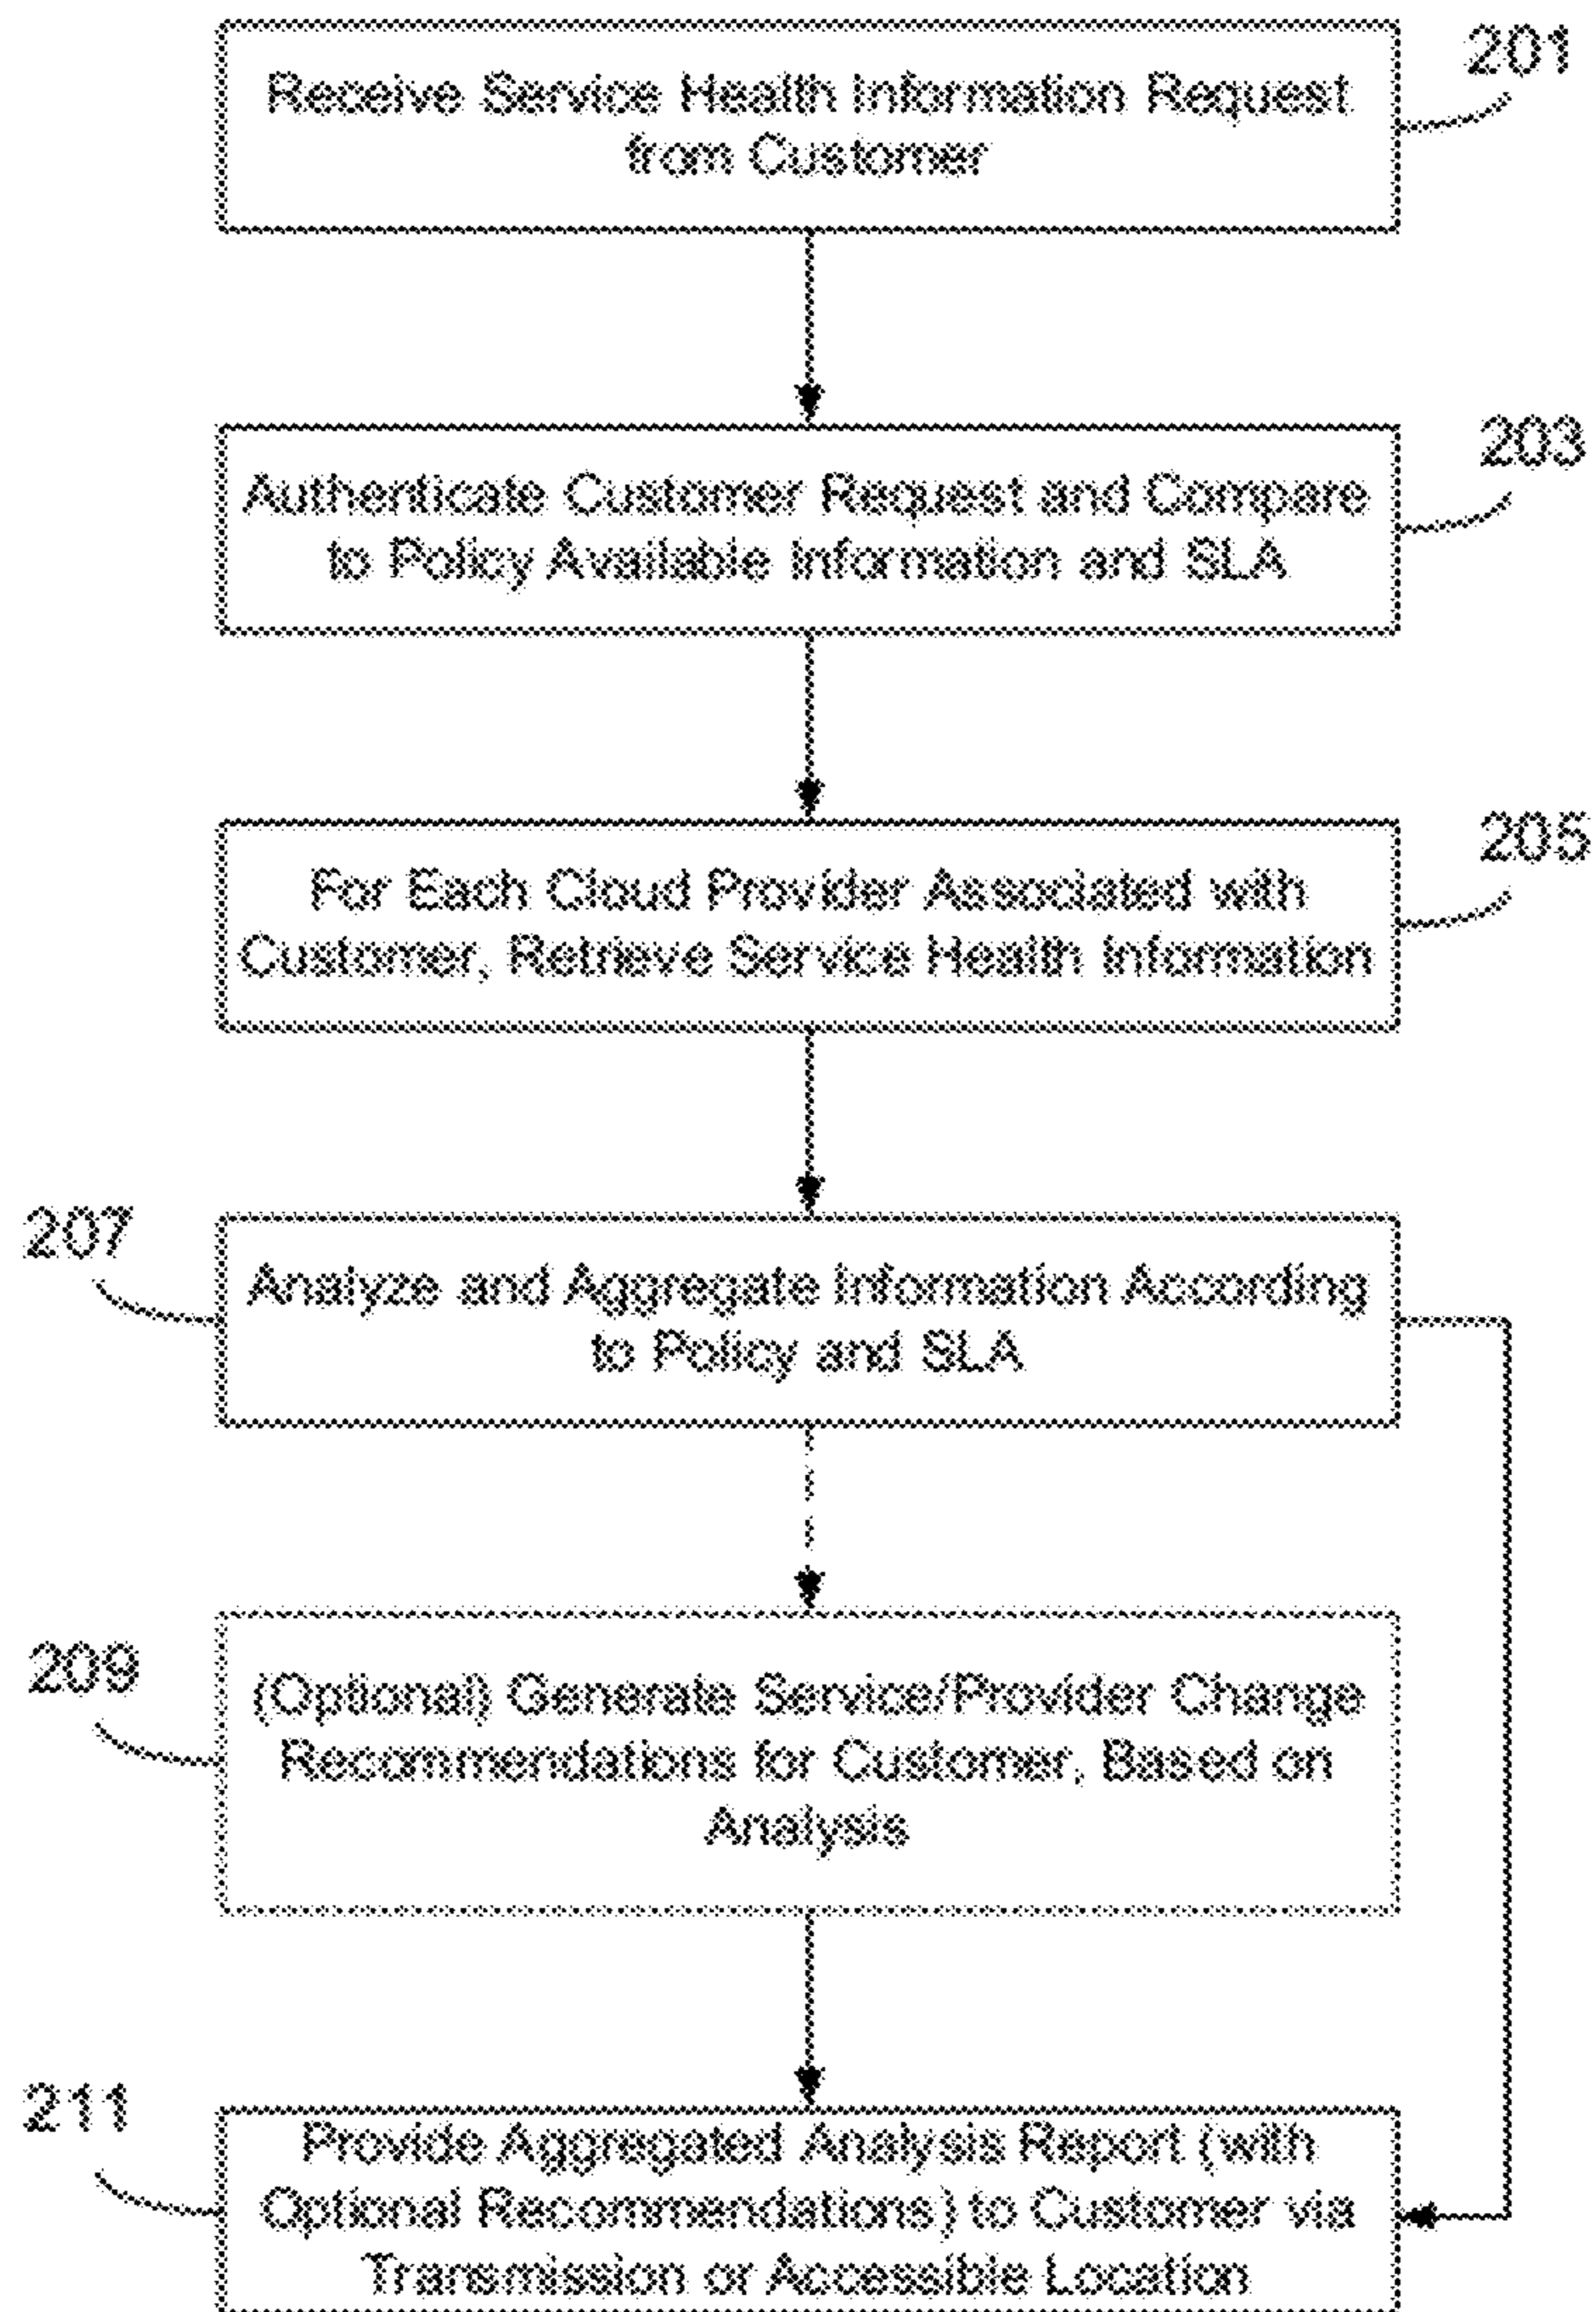 201
Receive Service Health Information Request
from Customer
203
Authenticate Customer Request and Compare
to Policy Available Information and SLA
205
For Each Cloud Provider Associated with
Customer, Retrieve Service Health Information
207
Analyze and Aggregate Information According
to Policy and SLA
209
(Optional) Generate Service/Provider Change
Recommendations for Customer, Based on
Analysis
211
Provide Aggregated Analysis Report (with
Optional Recommendations) to Customer via
Transmission or Accessible Location